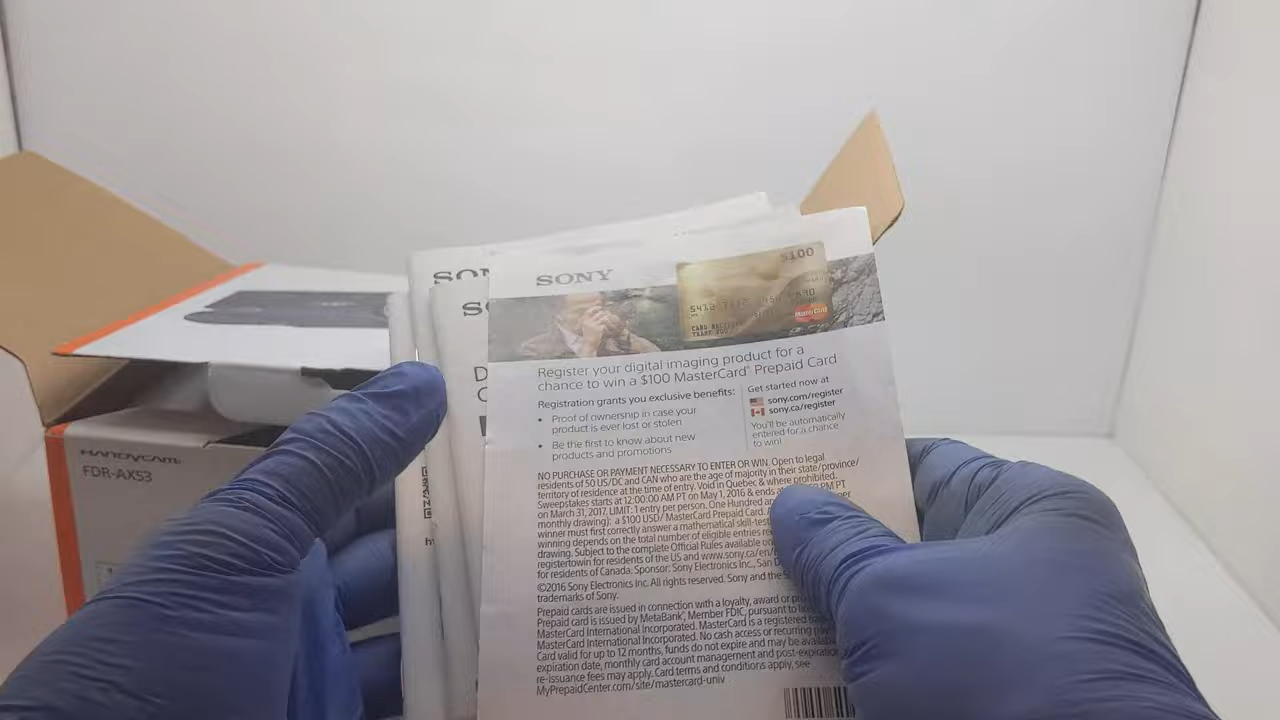 SONY
$100
MasterCard
Register your digital imaging product for a
chance to win a $100 MasterCard® Prepaid Card
Registration grants you exclusive benefits:
• Proof of ownership in case your
product is ever lost or stolen
• Be the first to know about new
products and promotions
Get started now at
sony.com/register
sony.ca/register
You'll be automatically
entered for a chance
to win!
NO PURCHASE OR PAYMENT NECESSARY TO ENTER OR WIN. Open to legal
residents of 50 US/DC and CAN who are the age of majority in their state/province/
territory of residence at the time of entry. Void in Quebec & where prohibited.
Sweepstakes starts at 12:00:00 AM PT on May 1, 2016 & ends PM PT
on March 31, 2017. LIMIT: 1 entry per person. One Hundred
monthly drawing): a $100 USD/ MasterCard Prepaid Card.
winner must first correctly answer a mathematical
winning depends on the total number of eligible entries
drawing. Subject to the complete Official Rules available
for residents of the US and www.sony.ca/en/
for residents of Canada. Sponsor: Sony Electronics Inc., San
©2016 Sony Electronics Inc. All rights reserved. Sony and the
trademarks of Sony.
Prepaid cards are issued in connection with a loyalty, award or
Prepaid card is issued by MetaBank®, Member FDIC, pursuant to
MasterCard International Incorporated. MasterCard is a registered
MasterCard International Incorporated. No cash access or recurring
Card valid for up to 12 months, funds do not expire and may be
expiration date, monthly card account management and
re-issuance fees may apply. Card terms and conditions apply, see
MyPrepaidCenter.com/site/mastercard-univ
HANDYCAM
FDR-AX53